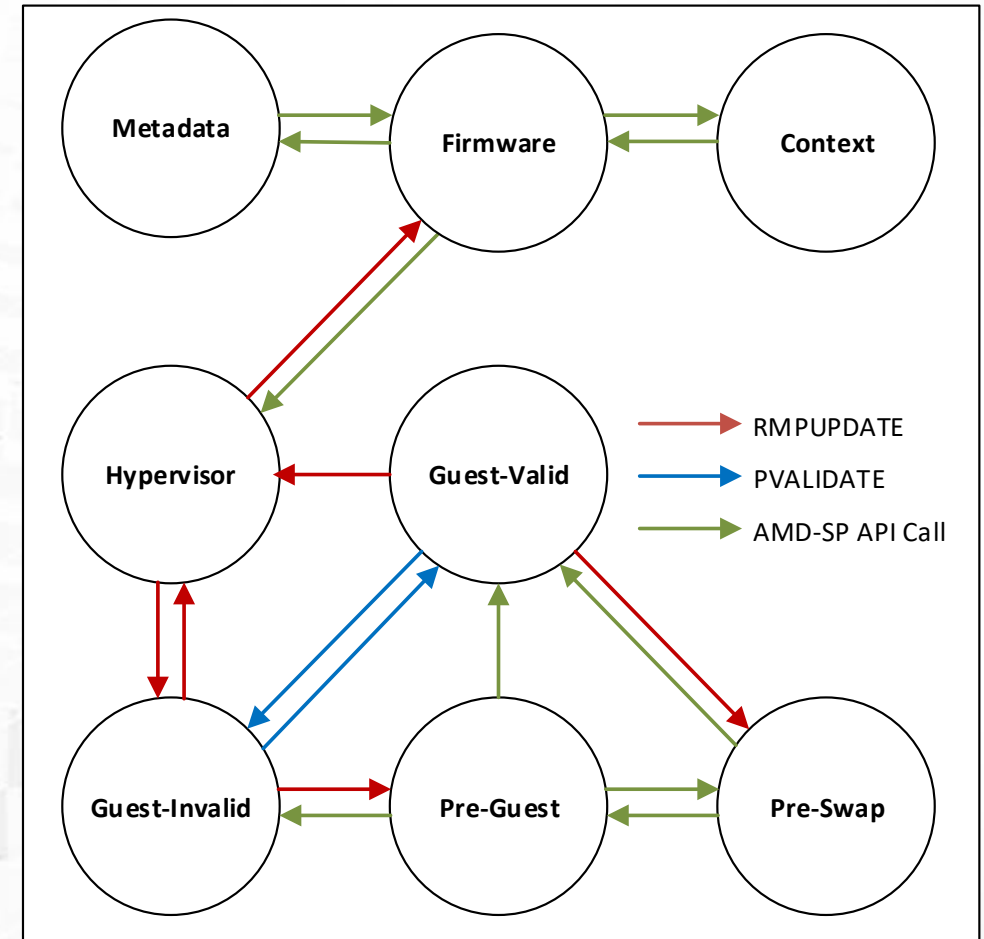 Metadata
Firmware
Context
Hypervisor
Guest-Valid
RMPUPDATE
PVALIDATE
AMD-SP API Call
Guest-Invalid
Pre-Guest
Pre-Swap